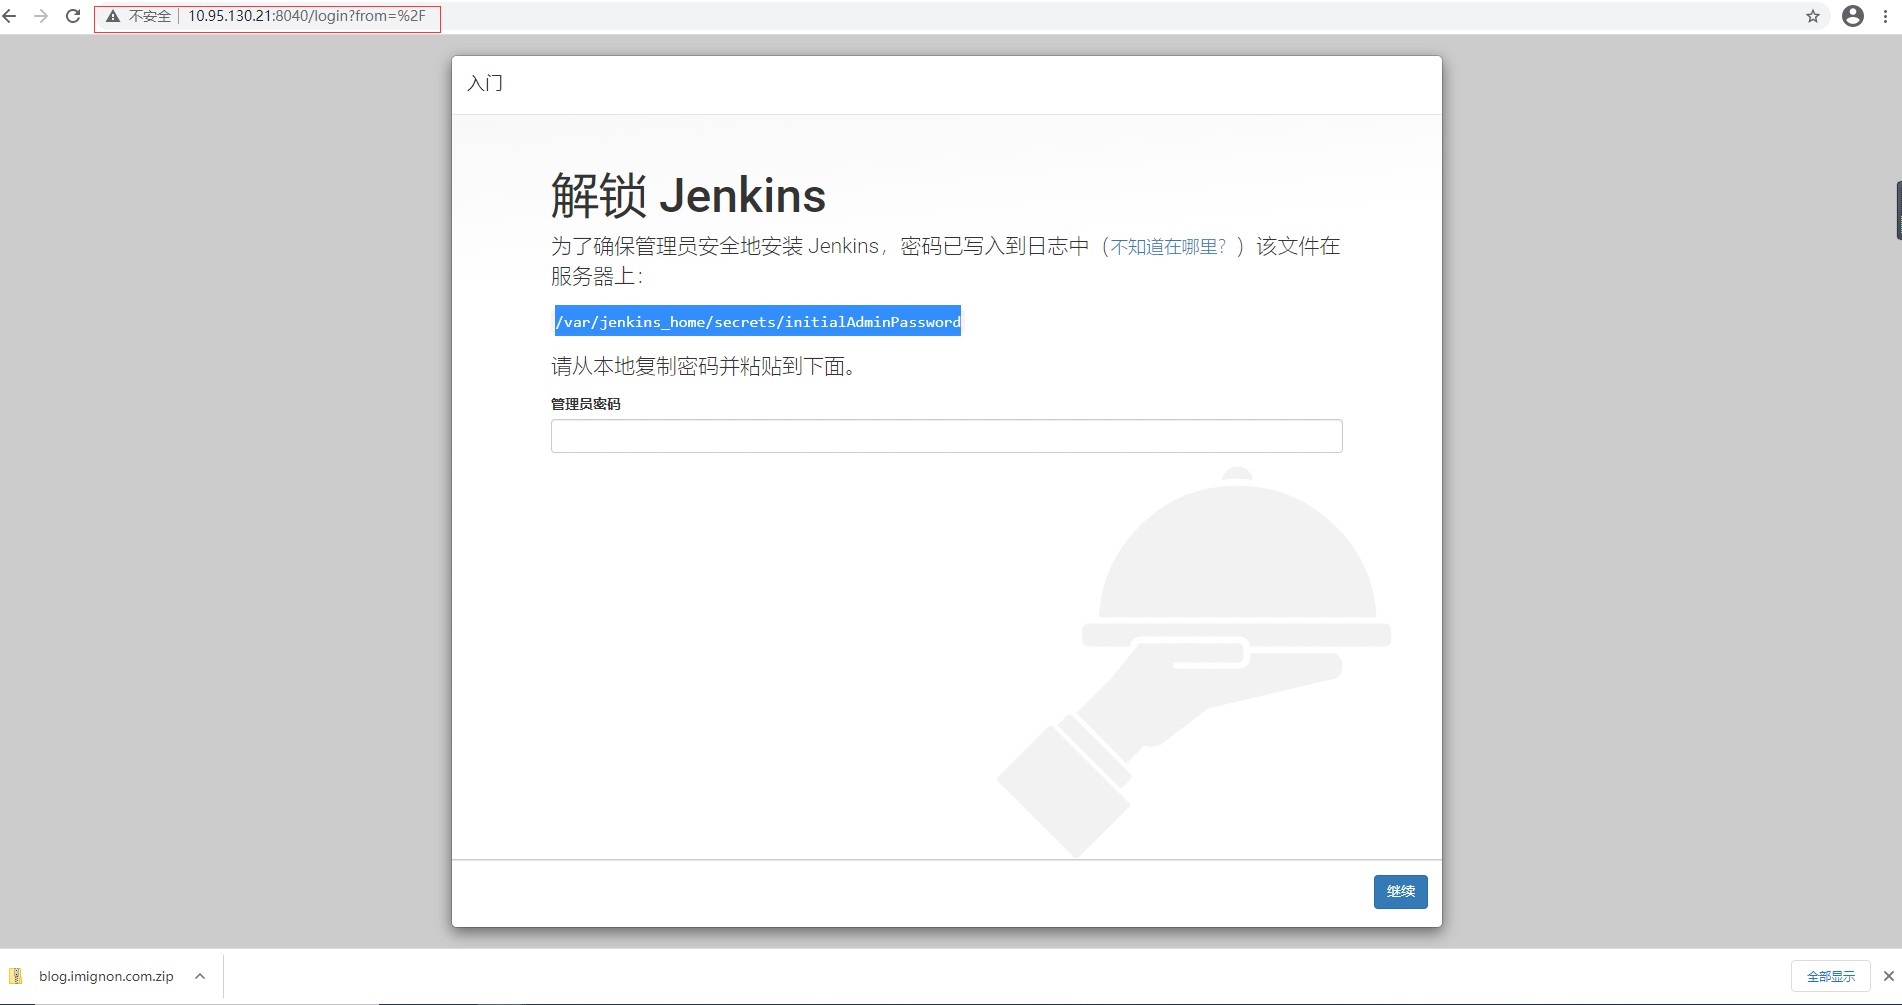 不安全 10.95.130.21:8040/login?from=%2F
入门
解锁 Jenkins
为了确保管理员安全地安装 Jenkins，密码已写入到日志中（不知道在哪里？）该文件在
服务器上：
/var/jenkins_home/secrets/initialAdminPassword
请从本地复制密码并粘贴到下面。
管理员密码
继续
blog.imignon.com.zip
全部显示